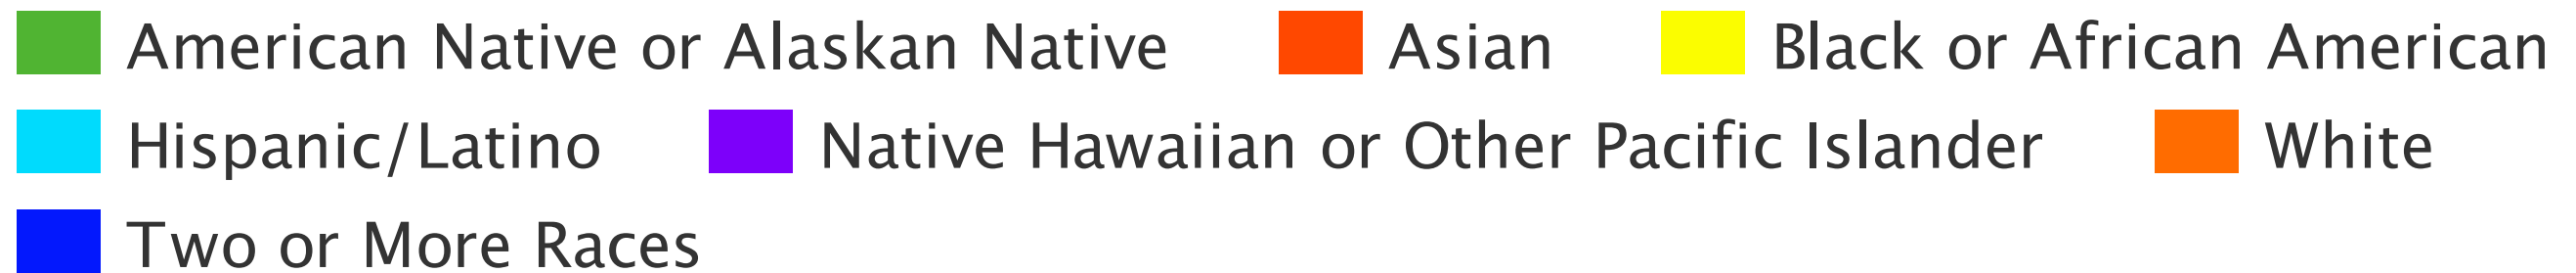 American Native or Alaskan Native Asian Black or African American
Hispanic/Latino Native Hawaiian or Other Pacific Islander White
Two or More Races